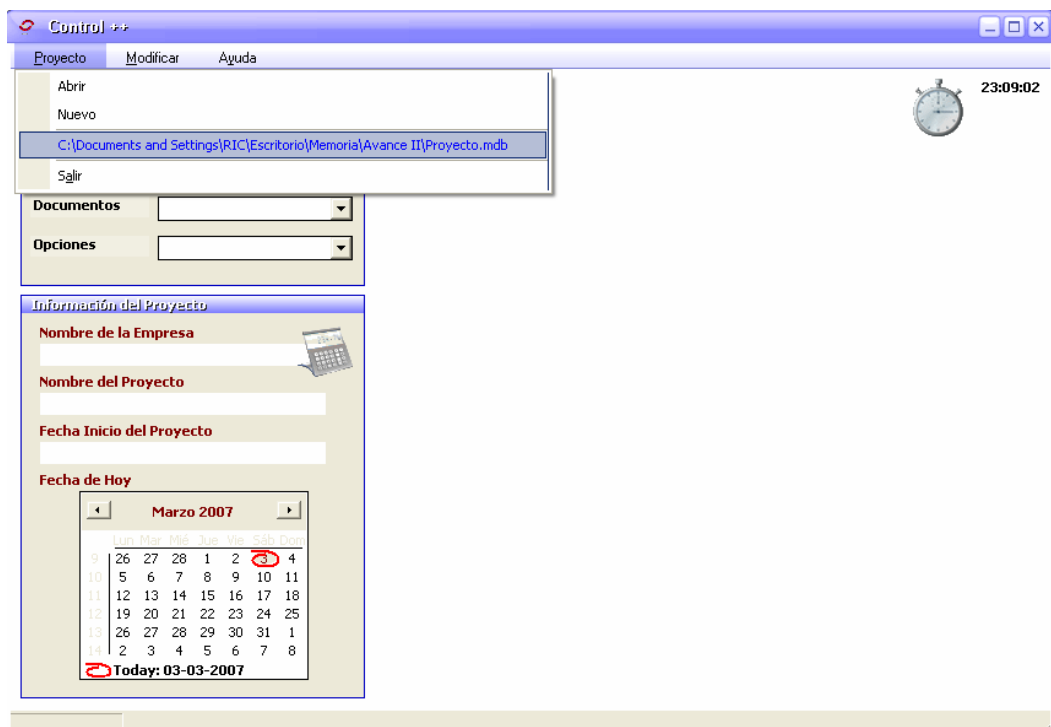 Control ++
Proyecto Modificar Ayuda
Abrir
Nuevo
C:\Documents and Settings\RIC\Escritorio\Memoria\Avance II\Proyecto.mdb
Salir
23:09:02
Documentos
Opciones
Información del Proyecto
Nombre de la Empresa
Nombre del Proyecto
Fecha Inicio del Proyecto
Fecha de Hoy
Marzo 2007
Lun Mar Mié Jue Vie Sáb Dom
9 26 27 28 1 2 3 4
10 5 6 7 8 9 10 11
11 12 13 14 15 16 17 18
12 19 20 21 22 23 24 25
13 26 27 28 29 30 31 1
14 2 3 4 5 6 7 8
Today: 03-03-2007